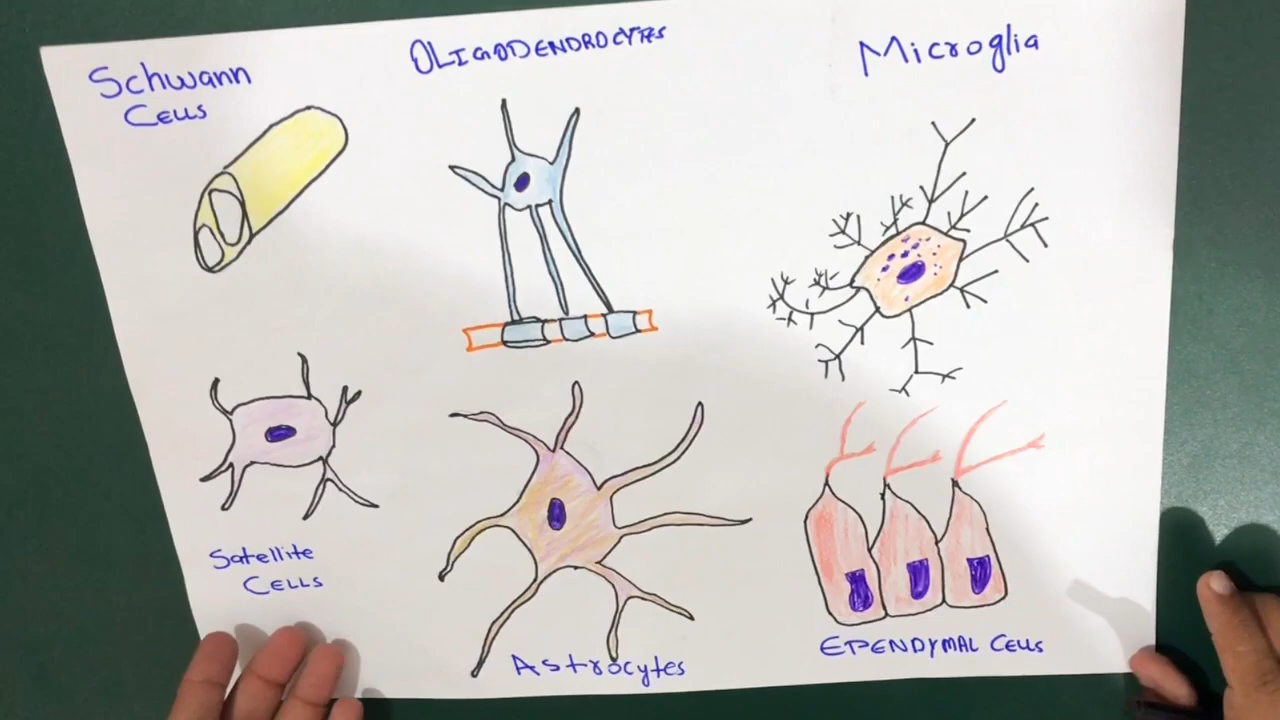 Schwann
Cells
OLIGODENDROCYTES
Microglia
Satellite
CELLS
Astrocytes
EPENDYMAL Cells